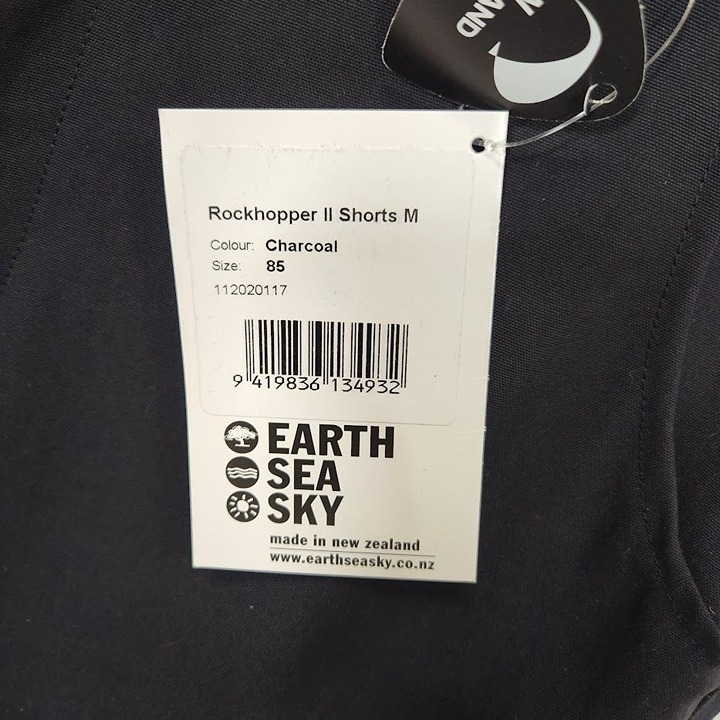 AND
Rockhopper II Shorts M
Colour: Charcoal
Size: 85
112020117
9 419836 134932
EARTH
SEA
SKY
made in new zealand
www.earthseasky.co.nz